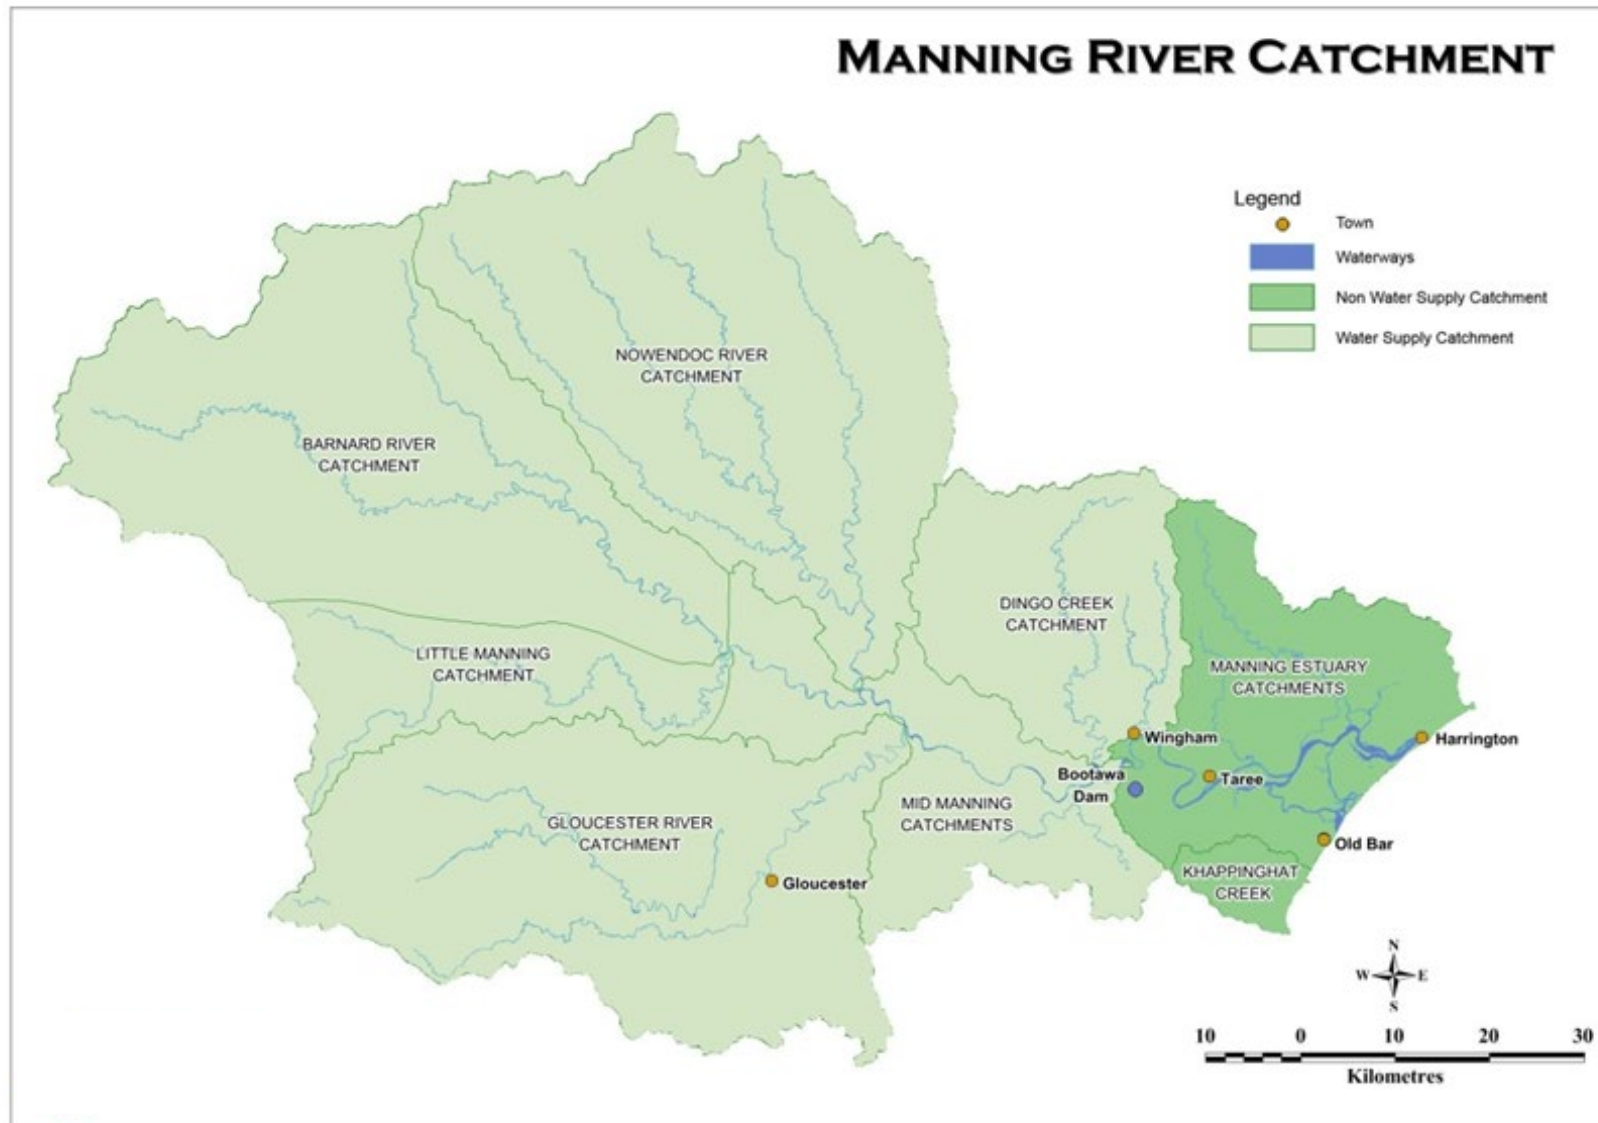 MANNING RIVER CATCHMENT
Legend
Town
Waterways
Non Water Supply Catchment
Water Supply Catchment
NOWENDOC RIVER
CATCHMENT
BARNARD RIVER
CATCHMENT
DINGO CREEK
CATCHMENT
LITTLE MANNING
CATCHMENT
MANNING ESTUARY
CATCHMENTS
Wingham
Harrington
Bootawa
Dam
Taree
MID MANNING
CATCHMENTS
GLOUCESTER RIVER
CATCHMENT
Old Bar
Gloucester
KHAPPINGHAT
CREEK
N
W E
S
10 0 10 20 30
Kilometres